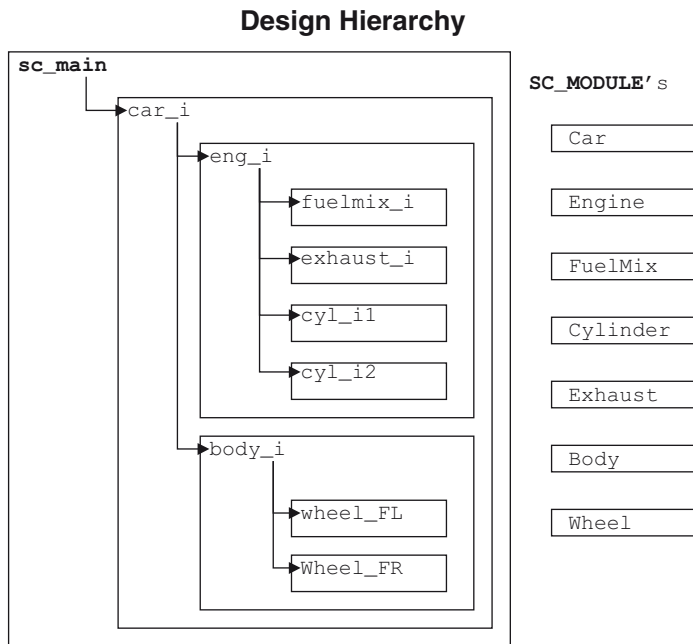 Design Hierarchy
sc_main
car_i
eng_i
fuelmix_i
exhaust_i
cyl_i1
cyl_i2
body_i
wheel_FL
Wheel_FR
SC_MODULE's
Car
Engine
FuelMix
Cylinder
Exhaust
Body
Wheel